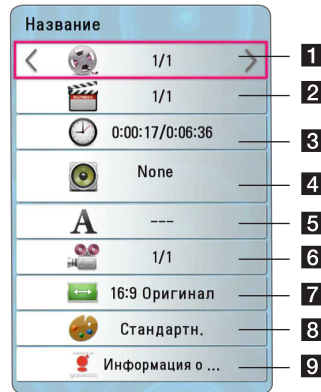 Название
1/1 1
1/1 2
0:00:17/0:06:36 3
None 4
A --- 5
1/1 6
16:9 Оригинал 7
Стандартн. 8
Информация о ... 9